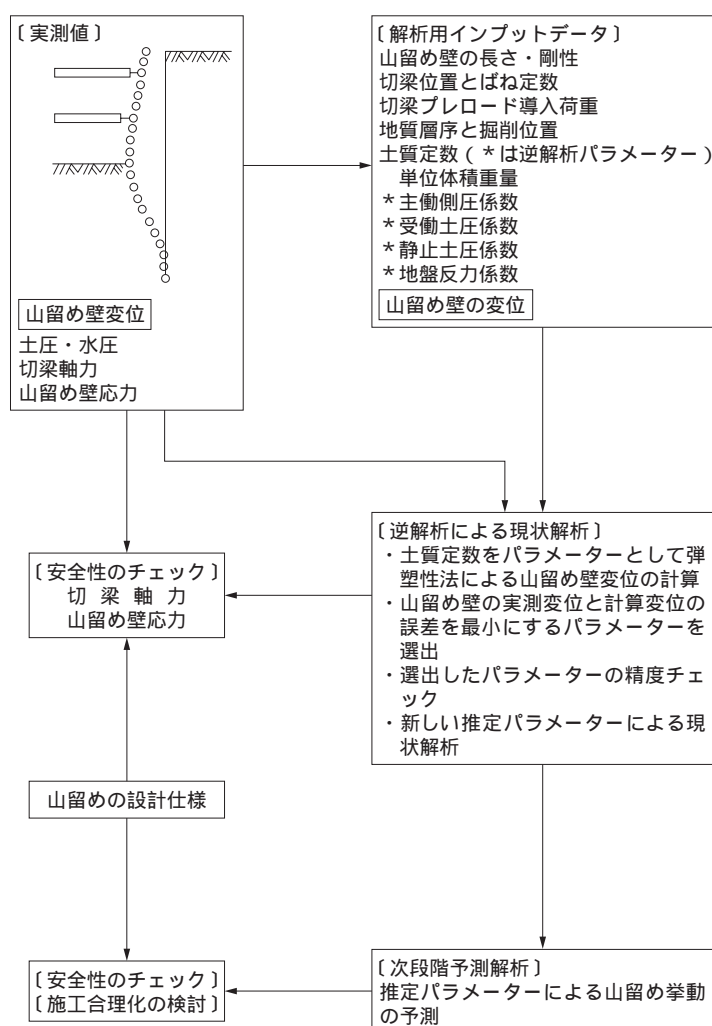 〔実測値〕
山留め壁変位
土圧・水圧
切梁軸力
山留め壁応力
〔解析用インプットデータ〕
山留め壁の長さ・剛性
切梁位置とばね定数
切梁プレロード導入荷重
地質層序と掘削位置
土質定数(*は逆解析パラメーター)
単位体積重量
*主働側圧係数
*受働土圧係数
*静止土圧係数
*地盤反力係数
山留め壁の変位
〔安全性のチェック〕
切梁軸力
山留め壁応力
〔逆解析による現状解析〕
・土質定数をパラメーターとして弾
塑性法による山留め壁変位の計算
・山留め壁の実測変位と計算変位の
誤差を最小にするパラメーターを
選出
・選出したパラメーターの精度チェ
ック
・新しい推定パラメーターによる現
状解析
山留めの設計仕様
〔安全性のチェック〕
〔施工合理化の検討〕
〔次段階予測解析〕
推定パラメーターによる山留め挙動
の予測